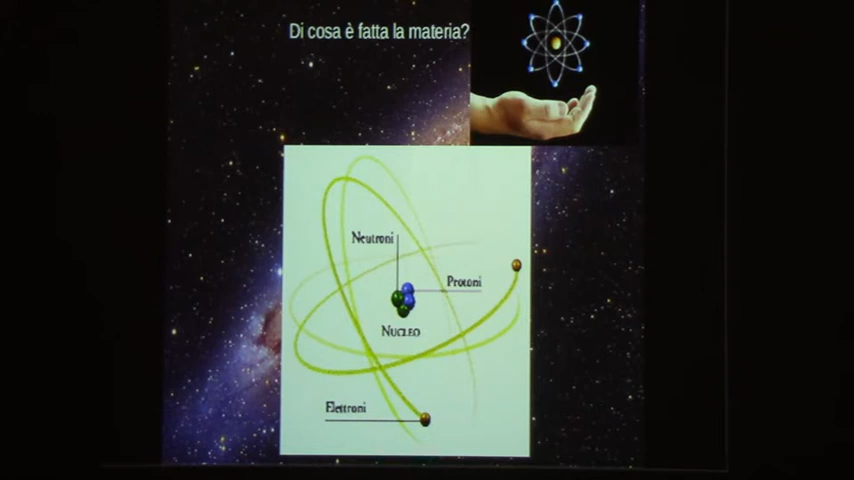 Di cosa è fatta la materia?
Neutroni
Protoni
NUCLEO
Elettroni